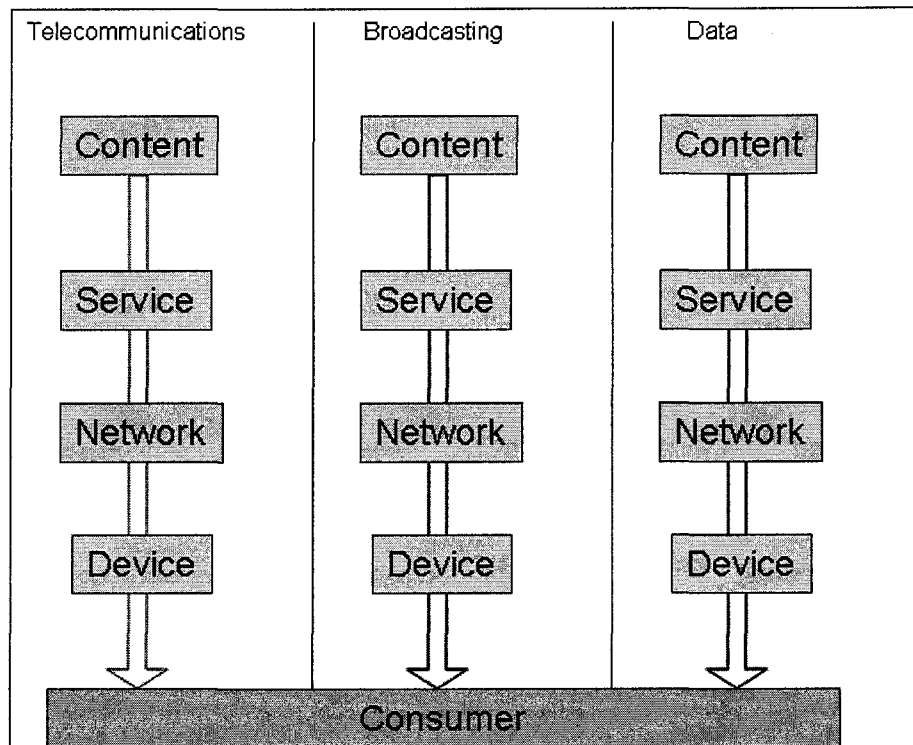 Telecommunications
Content
Service
Network
Device
Broadcasting
Content
Service
Network
Device
Data
Content
Service
Network
Device
Consumer